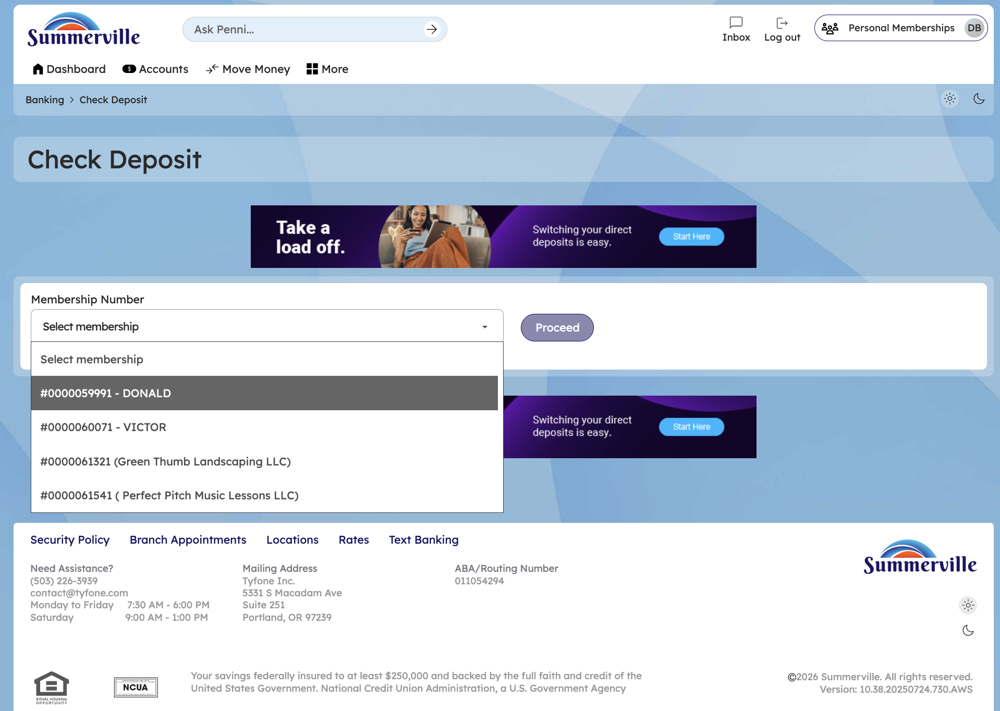 Summerville
Ask Penni...
Inbox
Log out
Personal Memberships
DB
Dashboard
Accounts
Move Money
More
Banking > Check Deposit
Check Deposit
Take a
load off.
Switching your direct
deposits is easy.
Start Here
Membership Number
Select membership
Proceed
Select membership
#0000059991 - DONALD
#0000060071 - VICTOR
#0000061321 (Green Thumb Landscaping LLC)
#0000061541 ( Perfect Pitch Music Lessons LLC)
Switching your direct
deposits is easy.
Start Here
Security Policy
Branch Appointments
Locations
Rates
Text Banking
Summerville
Need Assistance?
(503) 226-3939
contact@tyfone.com
Monday to Friday 7:30 AM - 6:00 PM
Saturday 9:00 AM - 1:00 PM
Mailing Address
Tyfone Inc.
5331 S Macadam Ave
Suite 251
Portland, OR 97239
ABA/Routing Number
011054294
EQUAL HOUSING
OPPORTUNITY
NCUA
Your savings federally insured to at least $250,000 and backed by the full faith and credit of the
United States Government. National Credit Union Administration, a U.S. Government Agency
©2026 Summerville. All rights reserved.
Version: 10.38.20250724.730.AWS